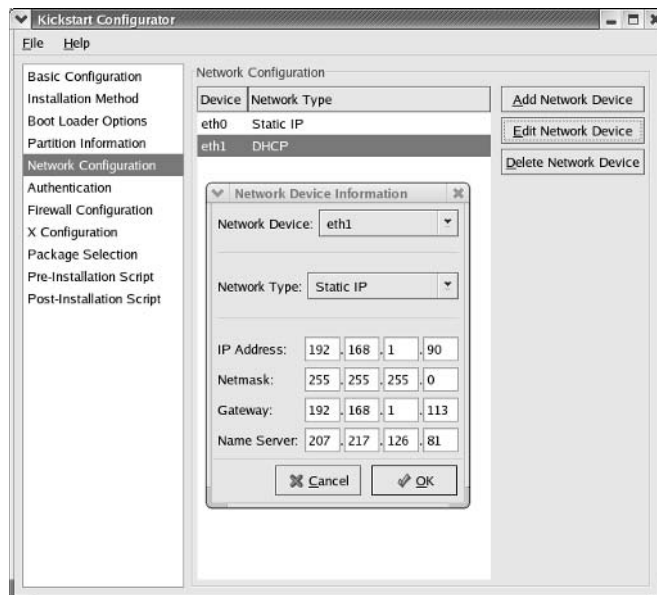 Kickstart Configurator
File Help
Basic Configuration
Installation Method
Boot Loader Options
Partition Information
Network Configuration
Authentication
Firewall Configuration
X Configuration
Package Selection
Pre-Installation Script
Post-Installation Script
Network Configuration
Device Network Type
eth0 Static IP
eth1 DHCP
Add Network Device
Edit Network Device
Delete Network Device
Network Device Information
Network Device: eth1
Network Type: Static IP
IP Address: 192 . 168 . 1 . 90
Netmask: 255 . 255 . 255 . 0
Gateway: 192 . 168 . 1 . 113
Name Server: 207 . 217 . 126 . 81
Cancel OK